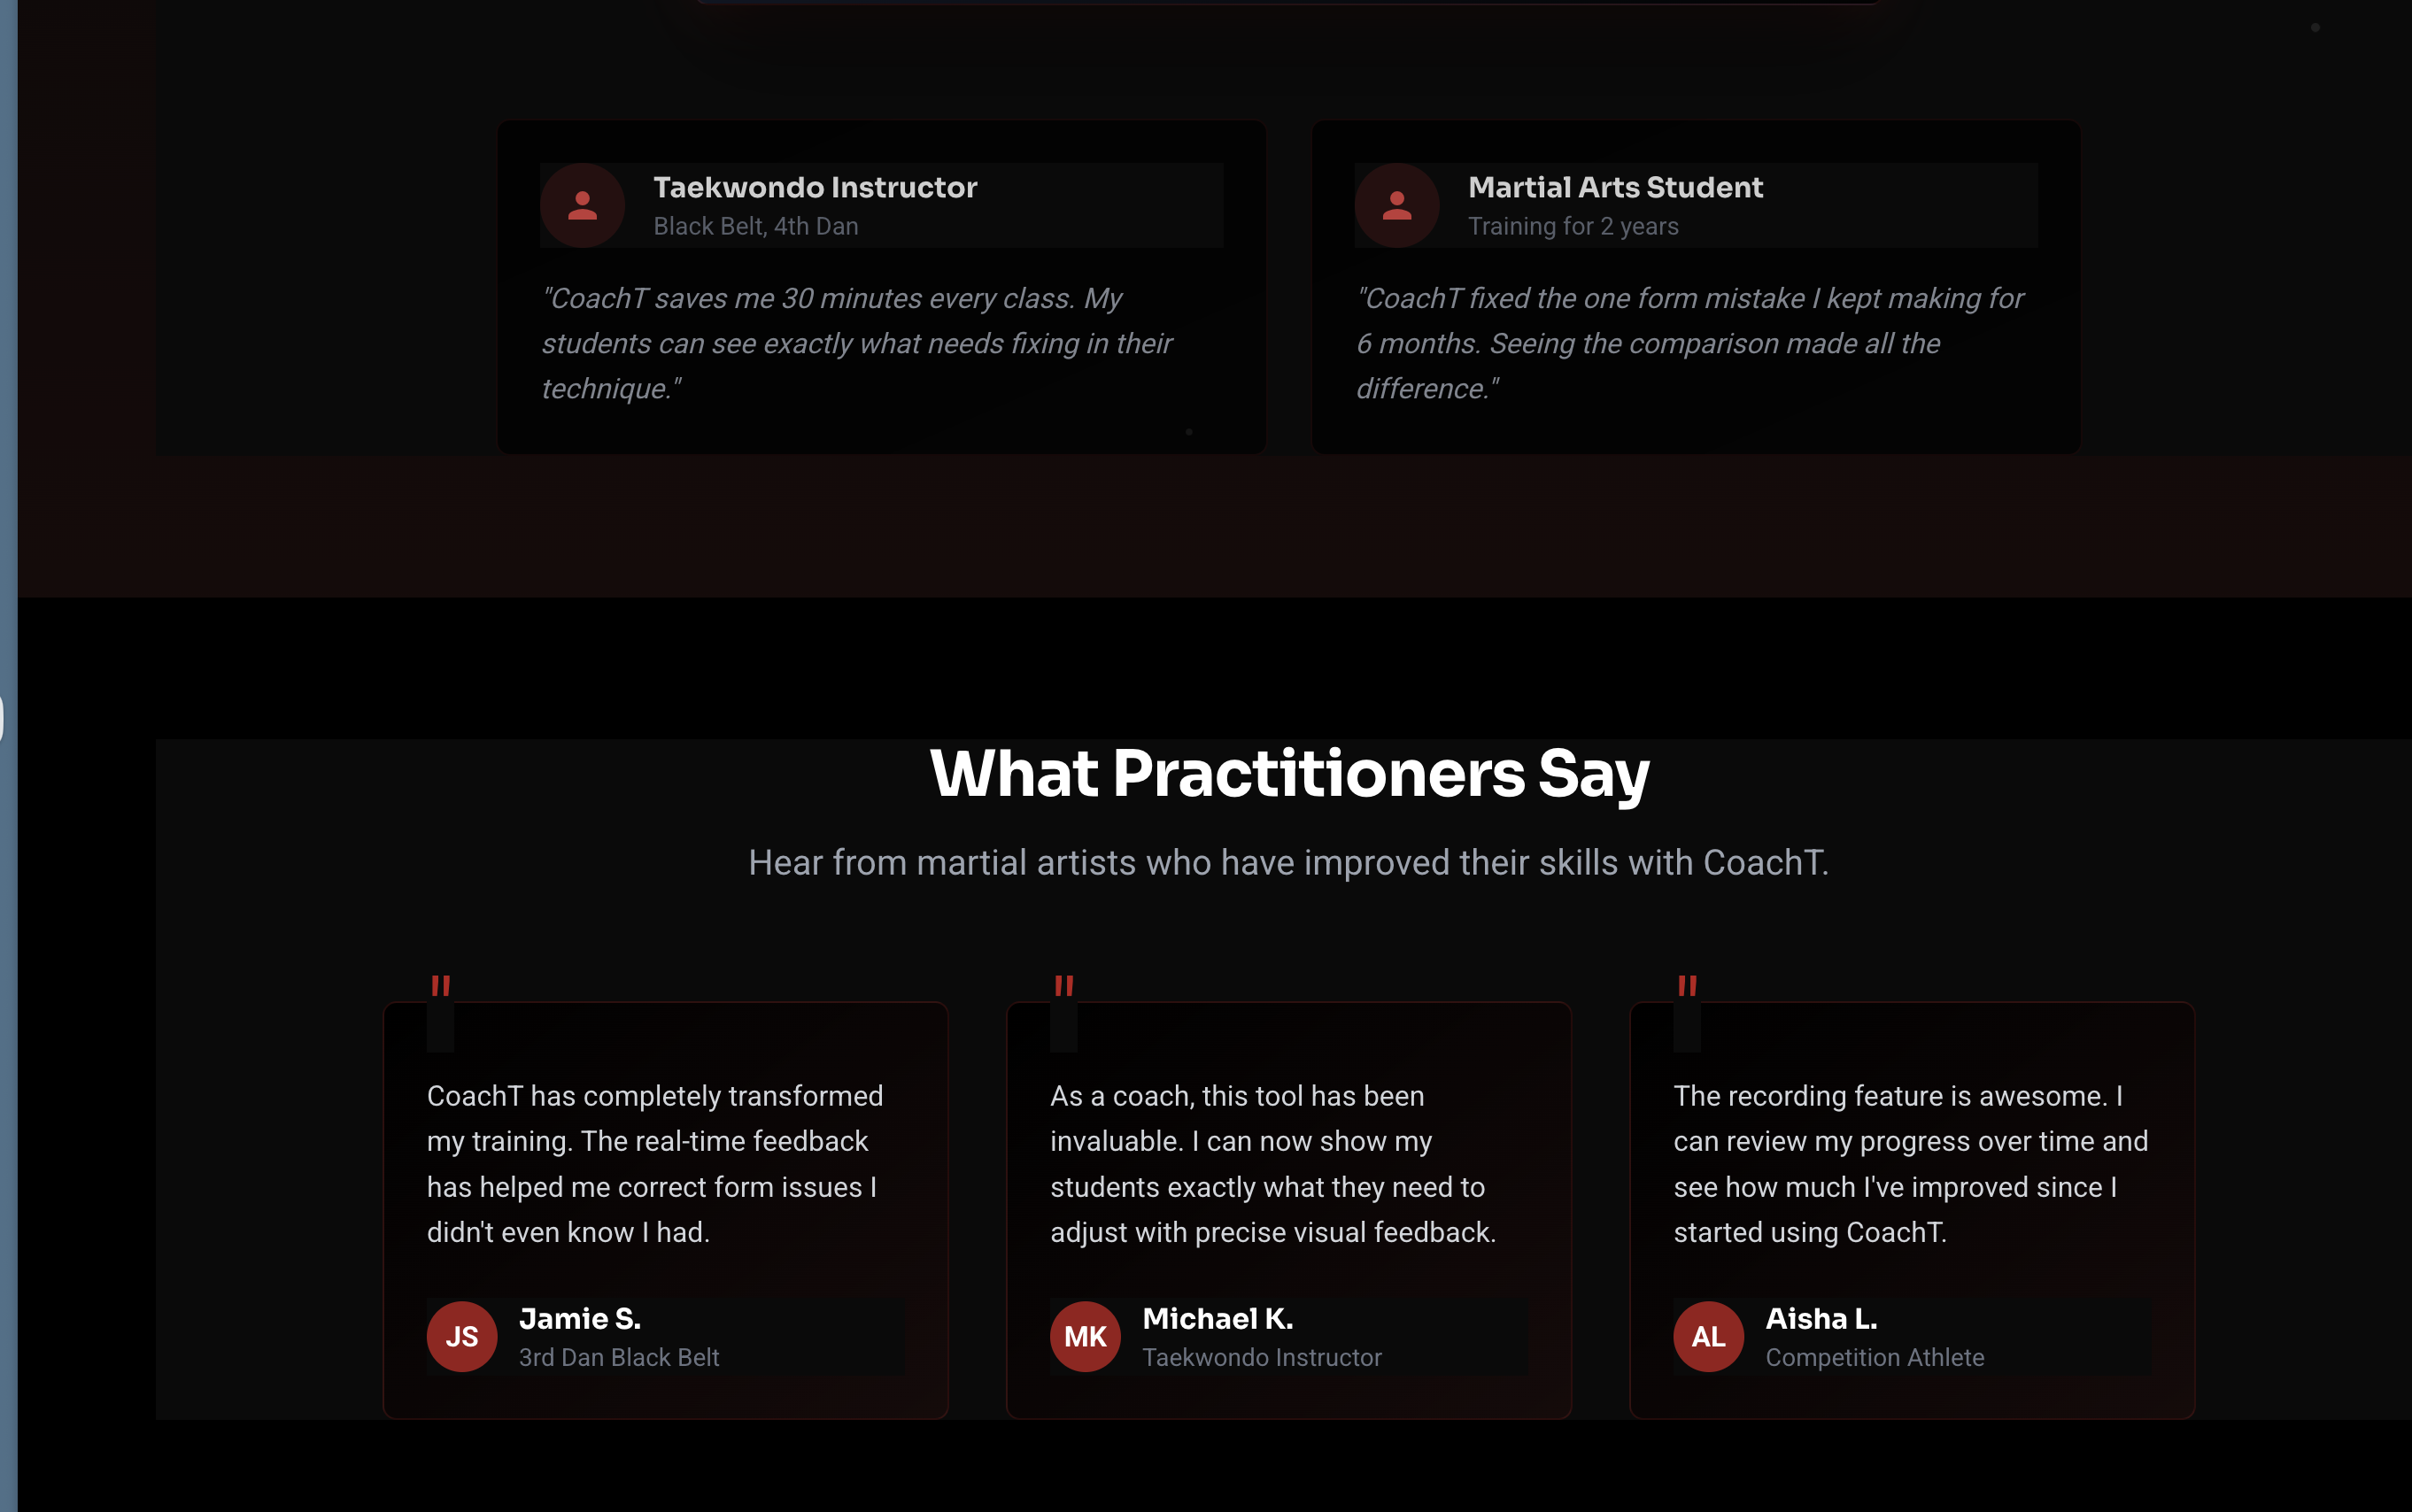 Taekwondo Instructor
Black Belt, 4th Dan
"CoachT saves me 30 minutes every class. My
students can see exactly what needs fixing in their
technique."
Martial Arts Student
Training for 2 years
"CoachT fixed the one form mistake I kept making for
6 months. Seeing the comparison made all the
difference."
What Practitioners Say
Hear from martial artists who have improved their skills with CoachT.
"
CoachT has completely transformed
my training. The real-time feedback
has helped me correct form issues I
didn't even know I had.
JS
Jamie S.
3rd Dan Black Belt
"
As a coach, this tool has been
invaluable. I can now show my
students exactly what they need to
adjust with precise visual feedback.
MK
Michael K.
Taekwondo Instructor
"
The recording feature is awesome. I
can review my progress over time and
see how much I've improved since I
started using CoachT.
AL
Aisha L.
Competition Athlete